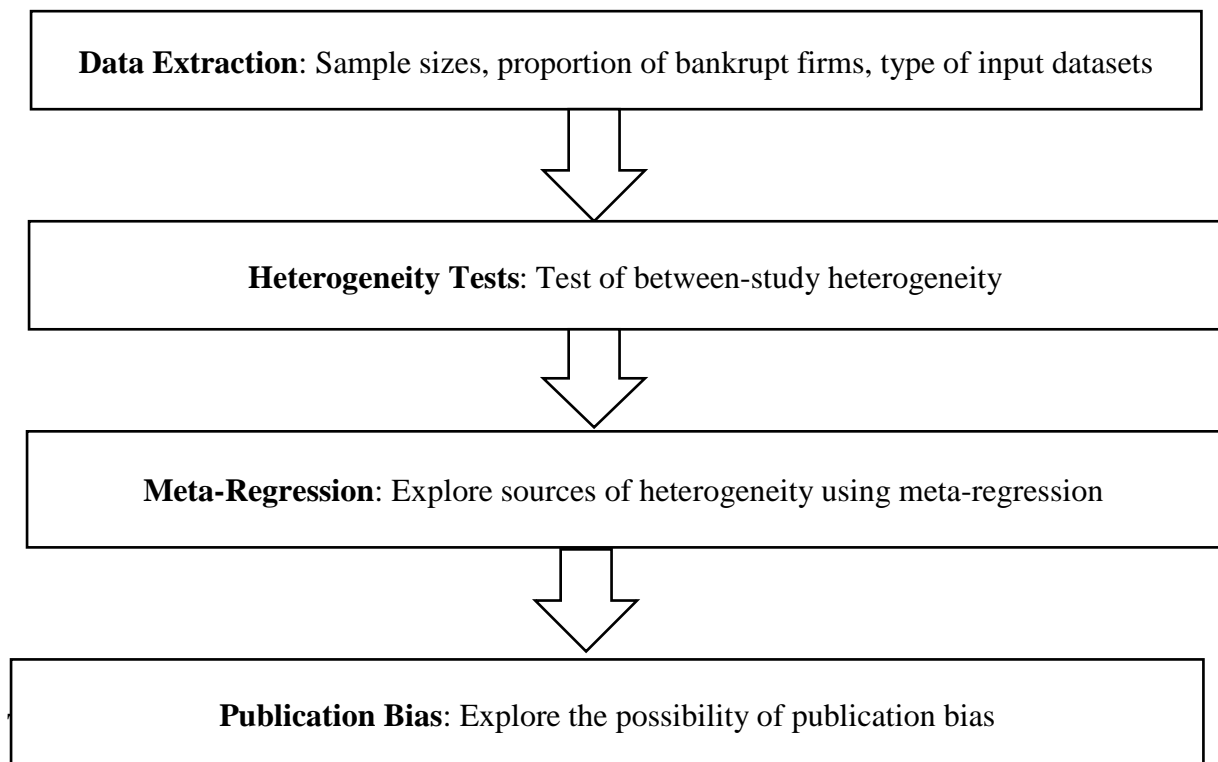 Data Extraction: Sample sizes, proportion of bankrupt firms, type of input datasets
Heterogeneity Tests: Test of between-study heterogeneity
Meta-Regression: Explore sources of heterogeneity using meta-regression
Publication Bias: Explore the possibility of publication bias